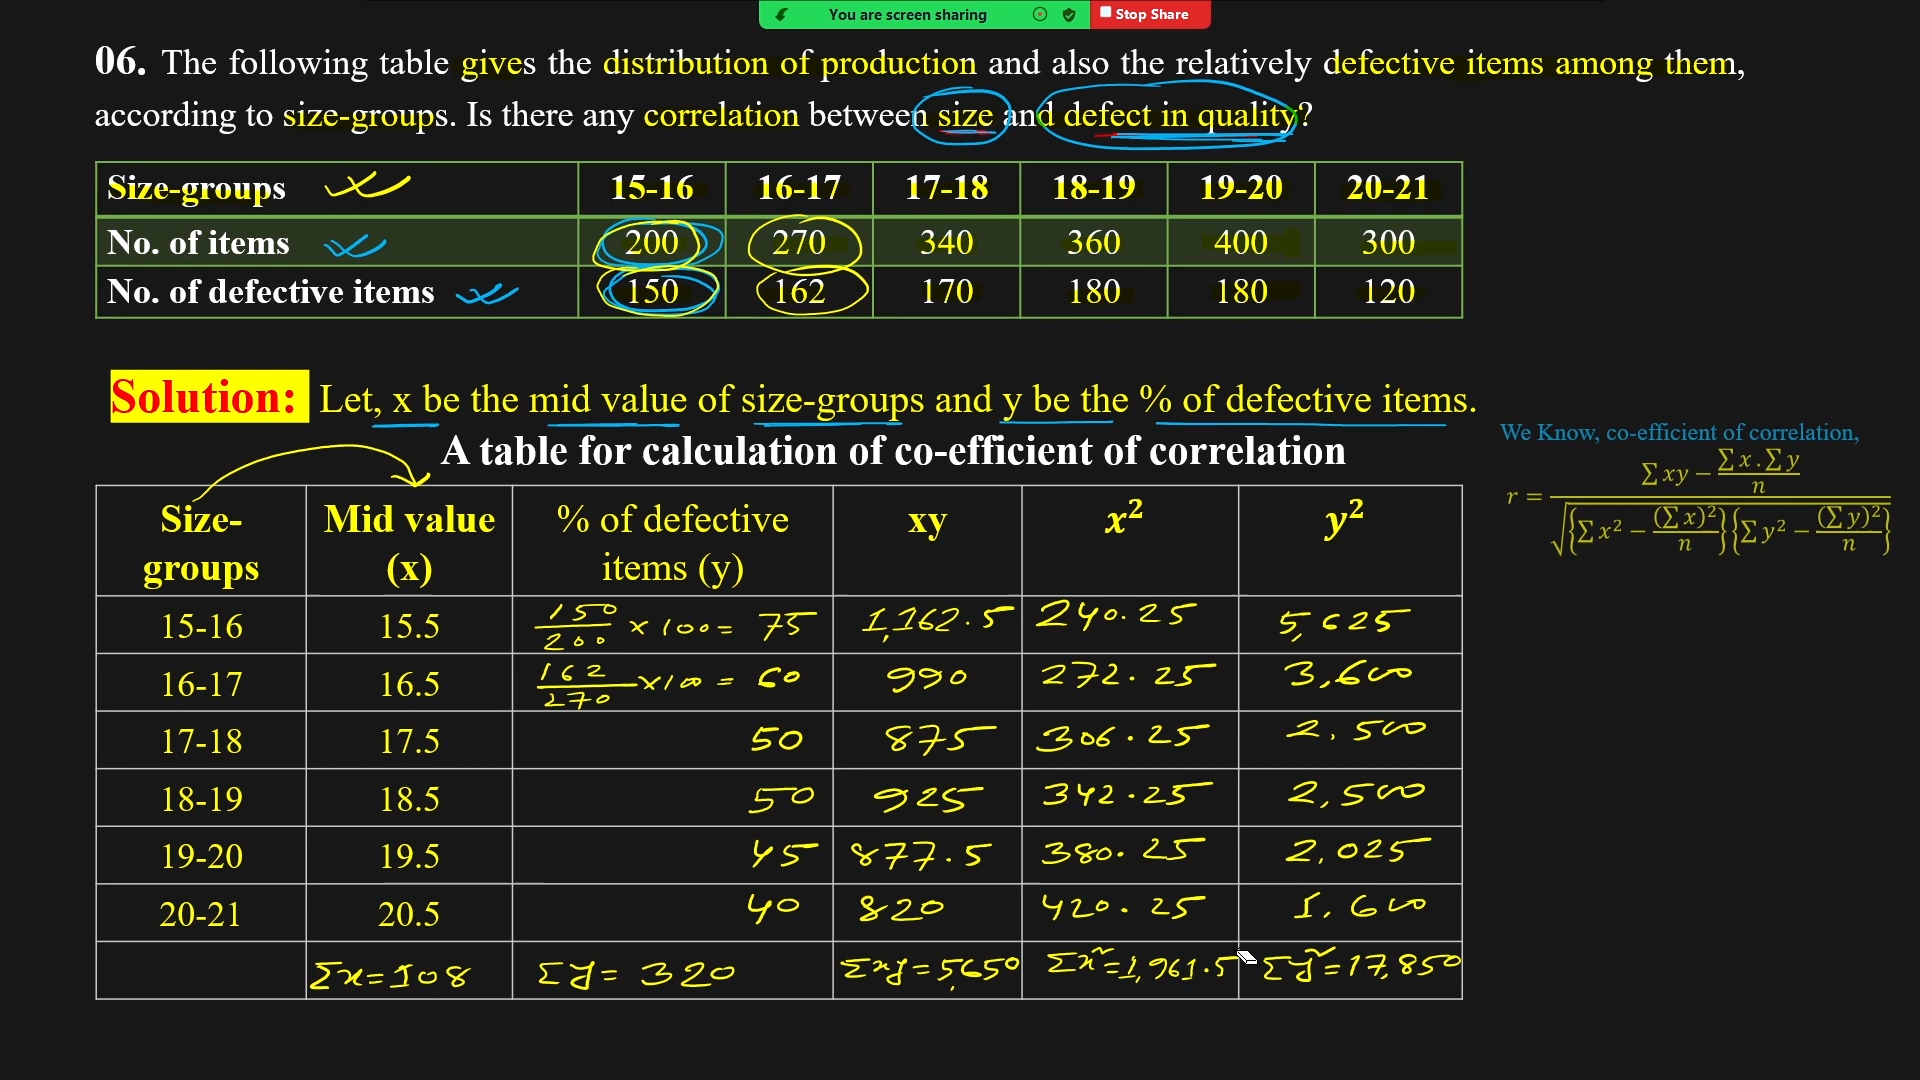 You are screen sharing Stop Share
06. The following table gives the distribution of production and also the relatively defective items among them,
according to size-groups. Is there any correlation between size and defect in quality?
Size-groups 15-16 16-17 17-18 18-19 19-20 20-21
No. of items 200 270 340 360 400 300
No. of defective items 150 162 170 180 180 120
Solution: Let, x be the mid value of size-groups and y be the % of defective items.
A table for calculation of co-efficient of correlation
We Know, co-efficient of correlation,
r = (∑xy − (∑x.∑y)/n) / √({∑x² − (∑x)²/n}{∑y² − (∑y)²/n})
Size-groups Mid value (x) % of defective items (y) xy x² y²
15-16 15.5 150/200 × 100 = 75 1,162.5 240.25 5,625
16-17 16.5 162/270 × 100 = 60 990 272.25 3,600
17-18 17.5 50 875 306.25 2,500
18-19 18.5 50 925 342.25 2,500
19-20 19.5 45 877.5 380.25 2,025
20-21 20.5 40 820 420.25 1,600
Σx=108 Σy=320 Σxy=5,650 Σx²=1,961.5 Σy²=17,850